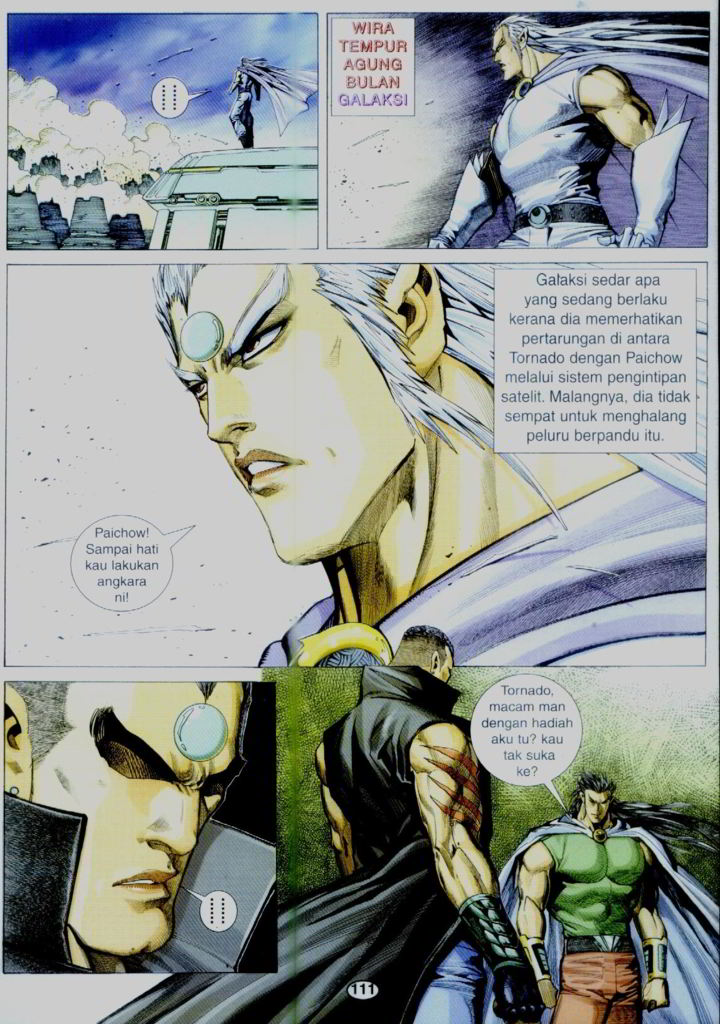 WIRA
TEMPUR
AGUNG
BULAN
GALAKSI
Galaksi sedar apa
yang sedang berlaku
kerana dia memerhatikan
pertarungan di antara
Tornado dengan Paichow
melalui sistem pengintipan
satelit. Malangnya, dia tidak
sempat untuk menghalang
peluru berpandu itu.
Paichow!
Sampai hati
kau lakukan
angkara
ni!
Tornado,
macam man
dengan hadiah
aku tu? kau
tak suka
ke?
111